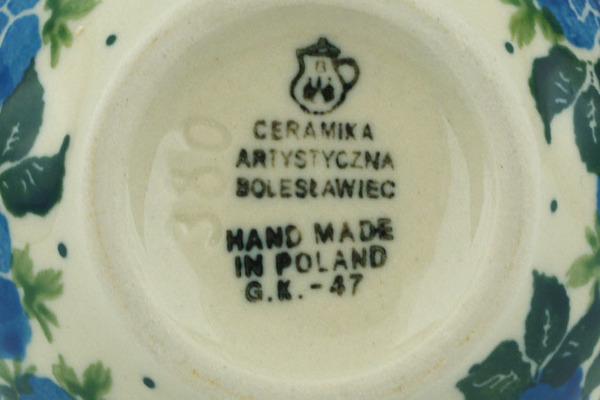 CERAMIKA
ARTYSTYCZNA
BOLESŁAWIEC
HAND MADE
IN POLAND
G.K.-47